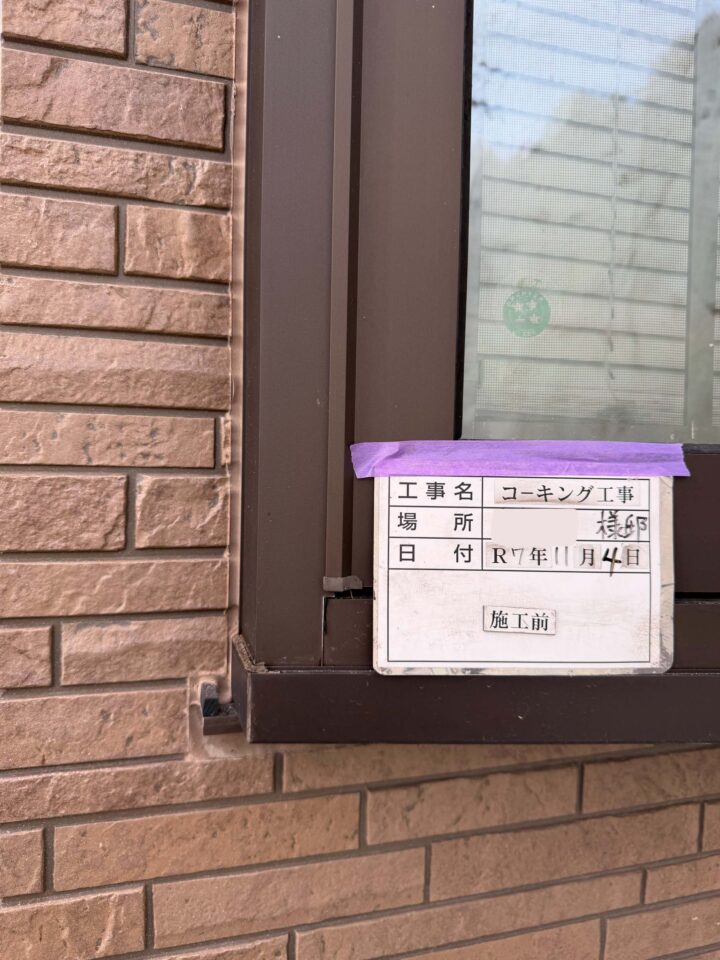 工事名 コーキング工事
場所 様邸
日付 R7年11月4日
施工前